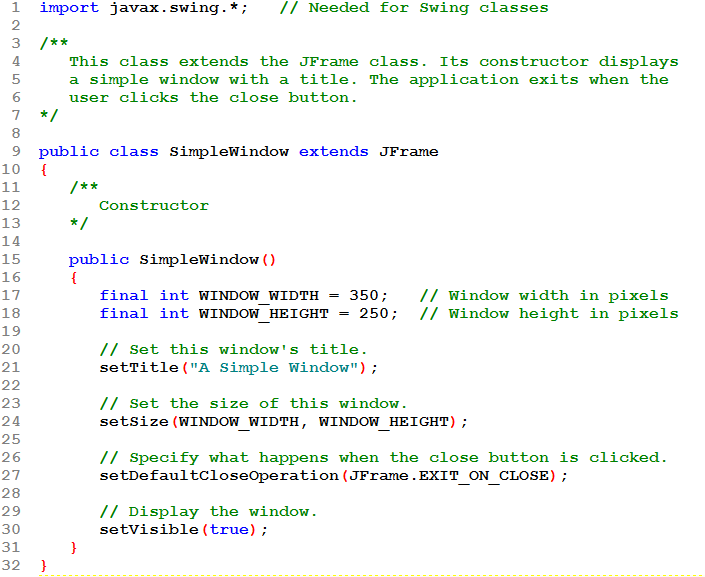 1 import javax.swing.*;   // Needed for Swing classes
2
3 /**
4    This class extends the JFrame class. Its constructor displays
5    a simple window with a title. The application exits when the
6    user clicks the close button.
7 */
8
9 public class SimpleWindow extends JFrame
10 {
11    /**
12       Constructor
13    */
14
15    public SimpleWindow()
16    {
17       final int WINDOW_WIDTH = 350;   // Window width in pixels
18       final int WINDOW_HEIGHT = 250;  // Window height in pixels
19
20       // Set this window's title.
21       setTitle("A Simple Window");
22
23       // Set the size of this window.
24       setSize(WINDOW_WIDTH, WINDOW_HEIGHT);
25
26       // Specify what happens when the close button is clicked.
27       setDefaultCloseOperation(JFrame.EXIT_ON_CLOSE);
28
29       // Display the window.
30       setVisible(true);
31    }
32 }